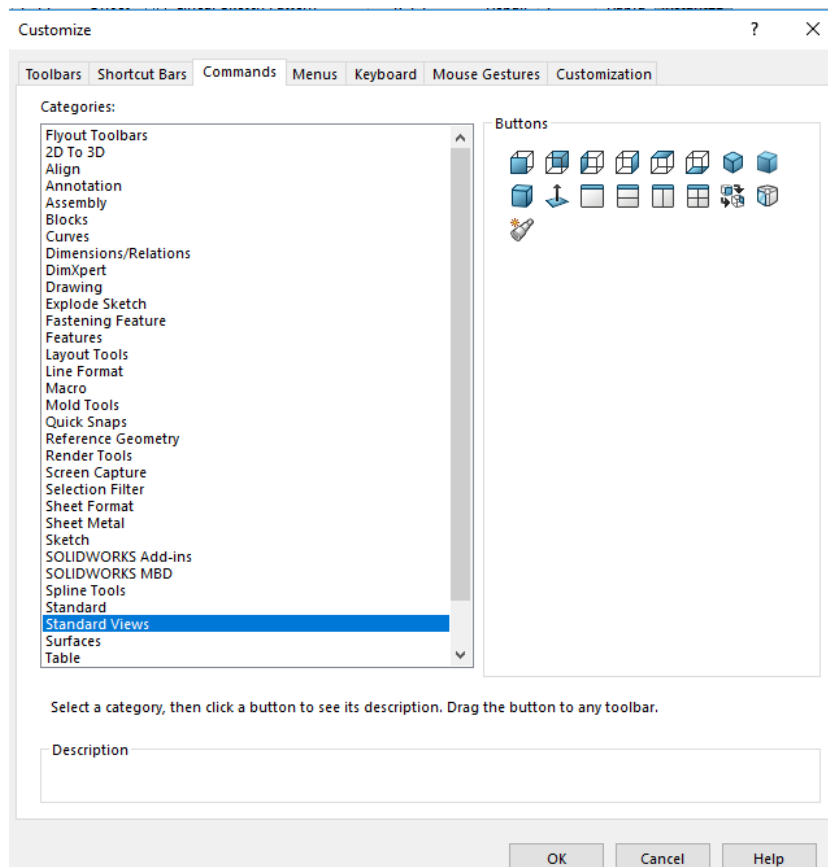 Customize
?
Toolbars Shortcut Bars Commands Menus Keyboard Mouse Gestures Customization
Categories:
Buttons
Flyout Toolbars
2D To 3D
Align
Annotation
Assembly
Blocks
Curves
Dimensions/Relations
DimXpert
Drawing
Explode Sketch
Fastening Feature
Features
Layout Tools
Line Format
Macro
Mold Tools
Quick Snaps
Reference Geometry
Render Tools
Screen Capture
Selection Filter
Sheet Format
Sheet Metal
Sketch
SOLIDWORKS Add-ins
SOLIDWORKS MBD
Spline Tools
Standard
Standard Views
Surfaces
Table
Select a category, then click a button to see its description. Drag the button to any toolbar.
Description
OK Cancel Help